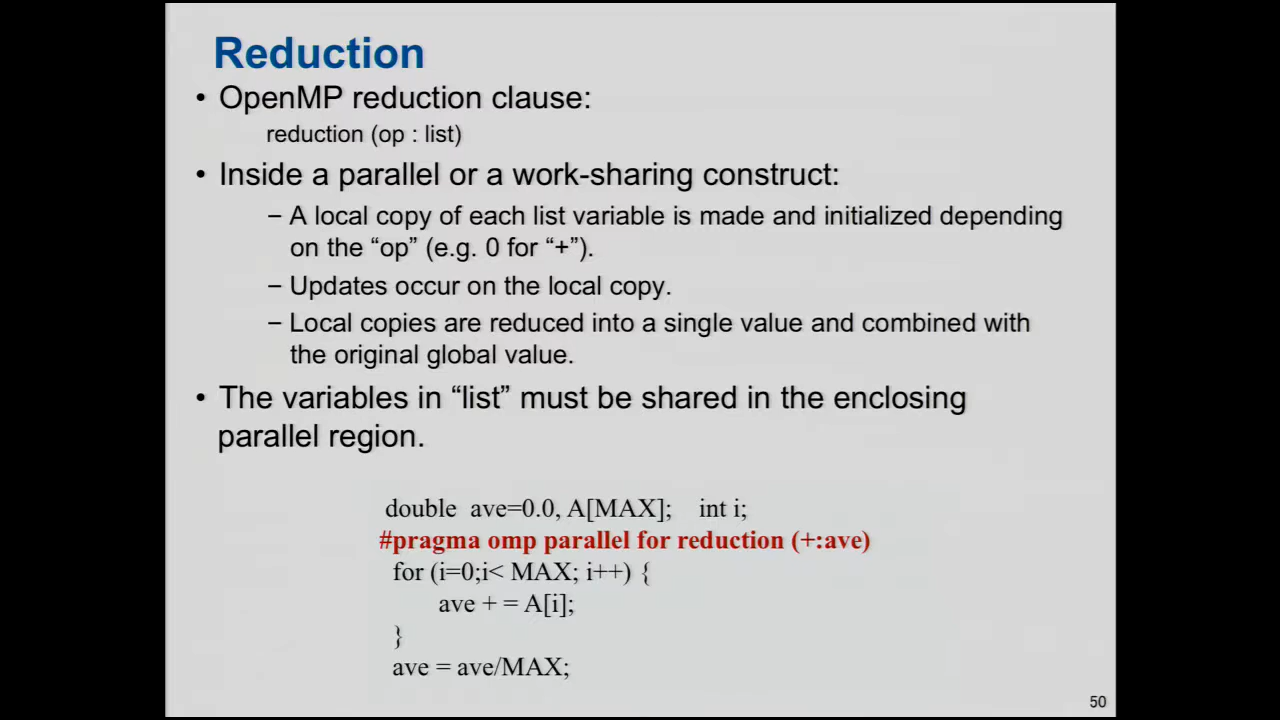 Reduction
• OpenMP reduction clause:
reduction (op : list)
• Inside a parallel or a work-sharing construct:
– A local copy of each list variable is made and initialized depending
on the “op” (e.g. 0 for “+”).
– Updates occur on the local copy.
– Local copies are reduced into a single value and combined with
the original global value.
• The variables in “list” must be shared in the enclosing
parallel region.
double ave=0.0, A[MAX]; int i;
#pragma omp parallel for reduction (+:ave)
for (i=0;i< MAX; i++) {
ave + = A[i];
}
ave = ave/MAX;
50